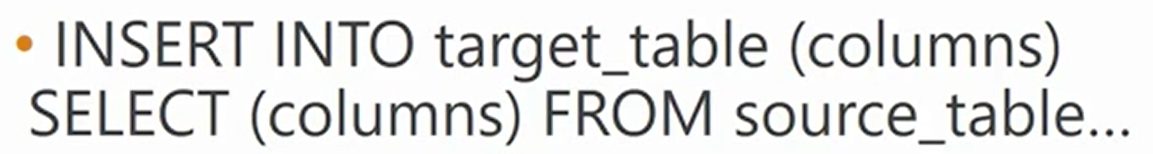 • INSERT INTO target_table (columns)
SELECT (columns) FROM source_table...